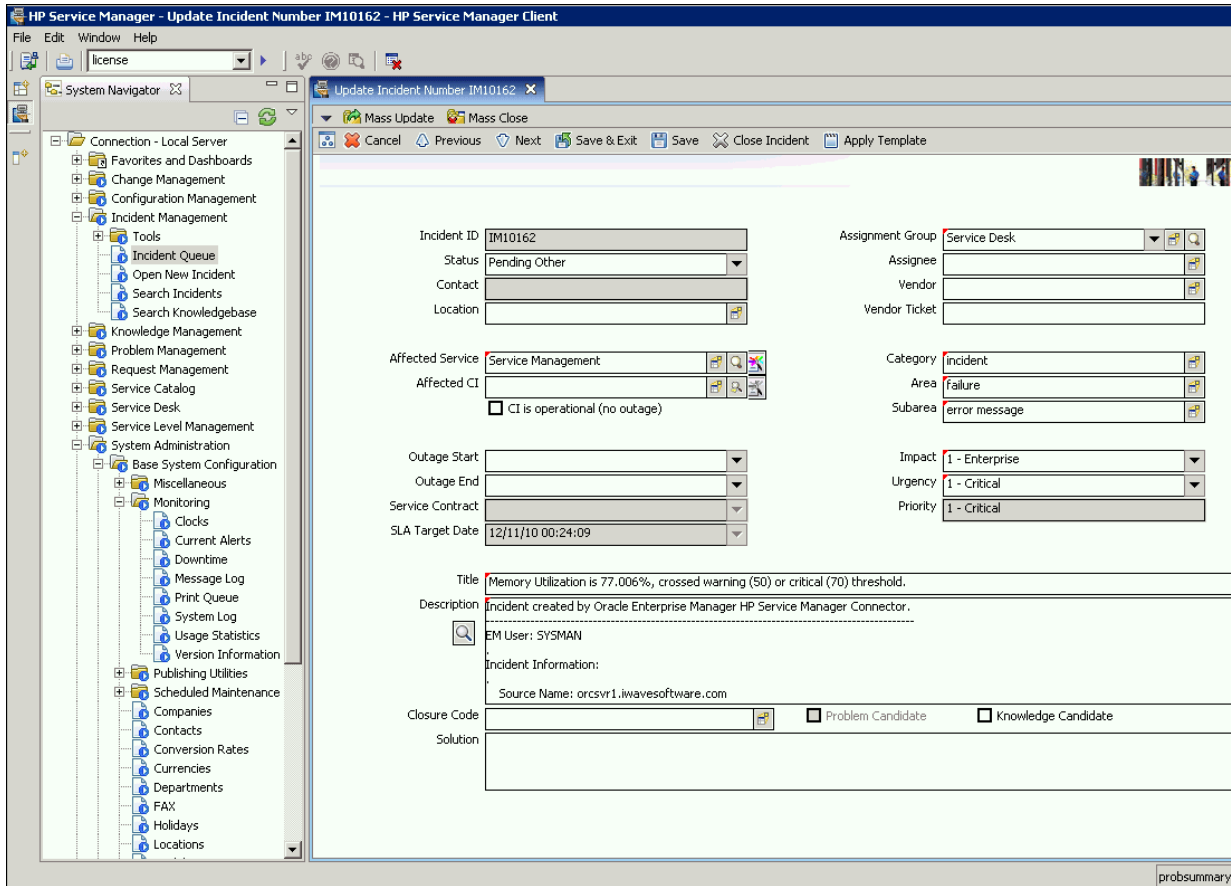 HP Service Manager - Update Incident Number IM10162 - HP Service Manager Client
File Edit Window Help
license
abc
System Navigator
Connection - Local Server
Favorites and Dashboards
Change Management
Configuration Management
Incident Management
Tools
Incident Queue
Open New Incident
Search Incidents
Search Knowledgebase
Knowledge Management
Problem Management
Request Management
Service Catalog
Service Desk
Service Level Management
System Administration
Base System Configuration
Miscellaneous
Monitoring
Clocks
Current Alerts
Downtime
Message Log
Print Queue
System Log
Usage Statistics
Version Information
Publishing Utilities
Scheduled Maintenance
Companies
Contacts
Conversion Rates
Currencies
Departments
FAX
Holidays
Locations
Update Incident Number IM10162
Mass Update Mass Close
Cancel Previous Next Save & Exit Save Close Incident Apply Template
Incident ID IM10162
Status Pending Other
Contact
Location
Assignment Group Service Desk
Assignee
Vendor
Vendor Ticket
Affected Service Service Management
Affected CI
CI is operational (no outage)
Category incident
Area failure
Subarea error message
Outage Start
Outage End
Service Contract
SLA Target Date 12/11/10 00:24:09
Impact 1 - Enterprise
Urgency 1 - Critical
Priority 1 - Critical
Title Memory Utilization is 77.006%, crossed warning (50) or critical (70) threshold.
Description Incident created by Oracle Enterprise Manager HP Service Manager Connector.
--------------------------------------------------------------------------------
EM User: SYSMAN
.
Incident Information:
.
Source Name: orcsvr1.iwavesoftware.com
Closure Code
Problem Candidate Knowledge Candidate
Solution
probsummary